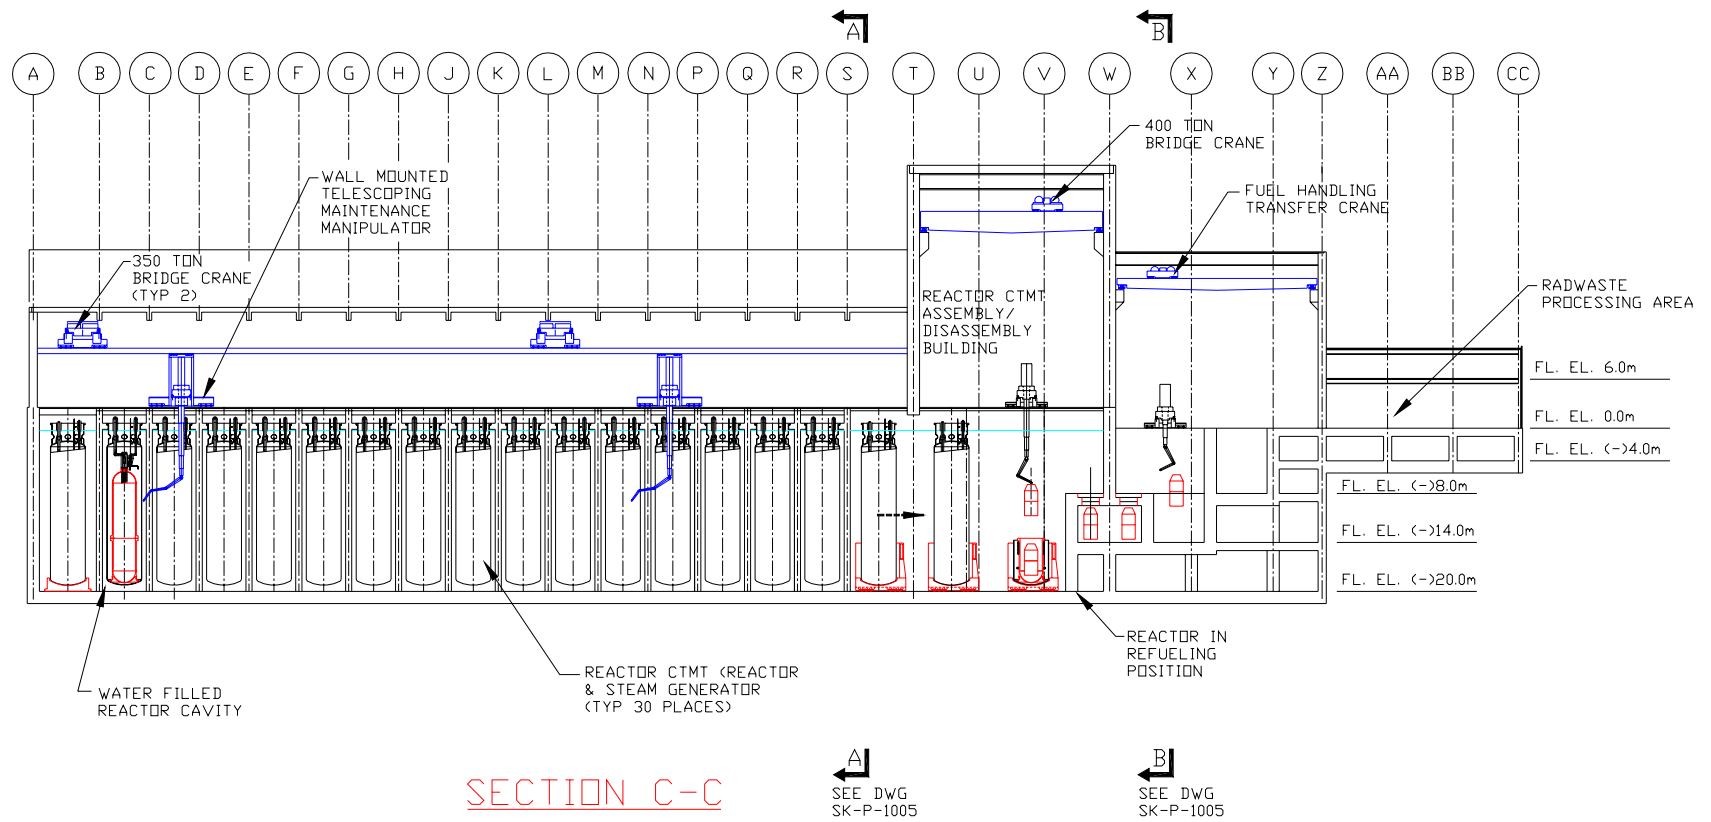 A
B
A B C D E F G H J K L M N P Q R S T U V W X Y Z AA BB CC
400 TON
BRIDGE CRANE
WALL MOUNTED
TELESCOPING
MAINTENANCE
MANIPULATOR
FUEL HANDLING
TRANSFER CRANE
350 TON
BRIDGE CRANE
(TYP 2)
REACTOR CTMT
ASSEMBLY/
DISASSEMBLY
BUILDING
RADWASTE
PROCESSING AREA
FL. EL. 6.0m
FL. EL. 0.0m
FL. EL. (-)4.0m
FL. EL. (-)8.0m
FL. EL. (-)14.0m
FL. EL. (-)20.0m
REACTOR IN
REFUELING
POSITION
REACTOR CTMT (REACTOR
& STEAM GENERATOR
(TYP 30 PLACES)
WATER FILLED
REACTOR CAVITY
SECTION C-C
A
SEE DWG
SK-P-1005
B
SEE DWG
SK-P-1005